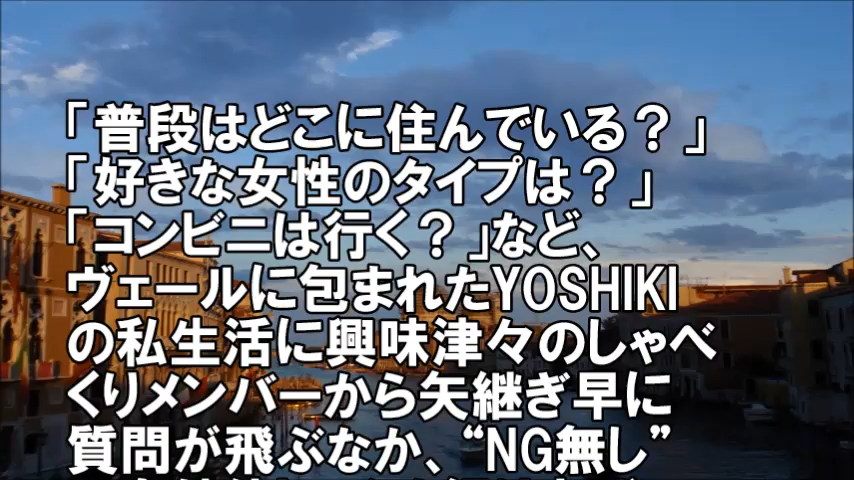 「普段はどこに住んでいる？」
「好きな女性のタイプは？」
「コンビニは行く？」など、
ヴェールに包まれたYOSHIKI
の私生活に興味津々のしゃべ
くりメンバーから矢継ぎ早に
質問が飛ぶなか、“NG無し”